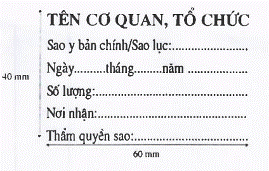 TÊN CƠ QUAN, TỔ CHỨC
Sao y bản chính/Sao lục:........................
Ngày..........tháng.........năm ..............
Số lượng:.............................................
Nơi nhận:............................................
Thẩm quyền sao:.................................
40 mm
60 mm